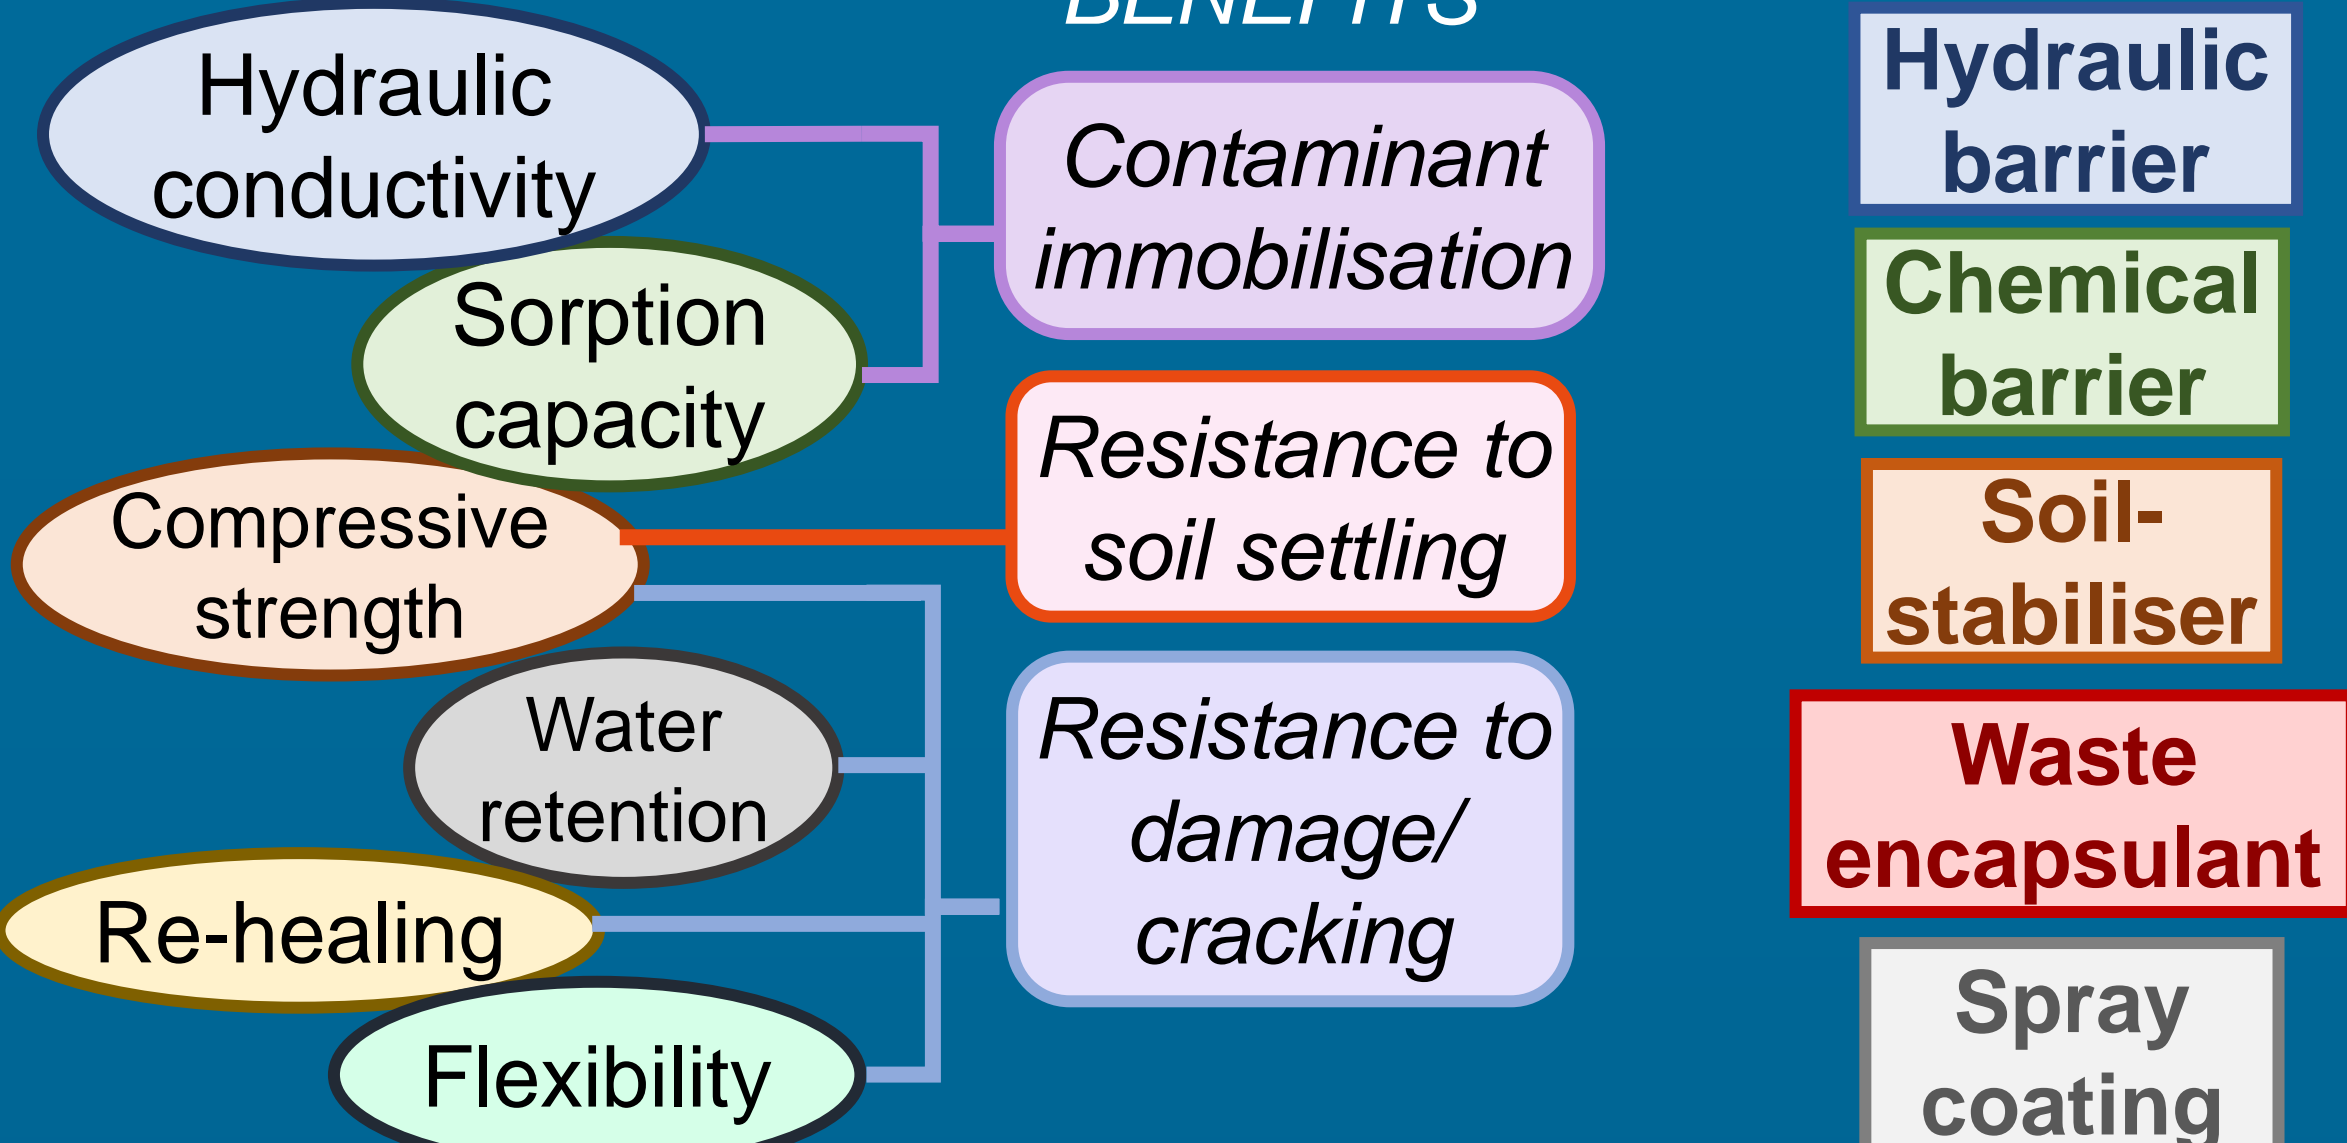 BENEFITS
Hydraulic
conductivity
Sorption
capacity
Compressive
strength
Water
retention
Re-healing
Flexibility
Contaminant
immobilisation
Resistance to
soil settling
Resistance to
damage/
cracking
Hydraulic
barrier
Chemical
barrier
Soil-
stabiliser
Waste
encapsulant
Spray
coating